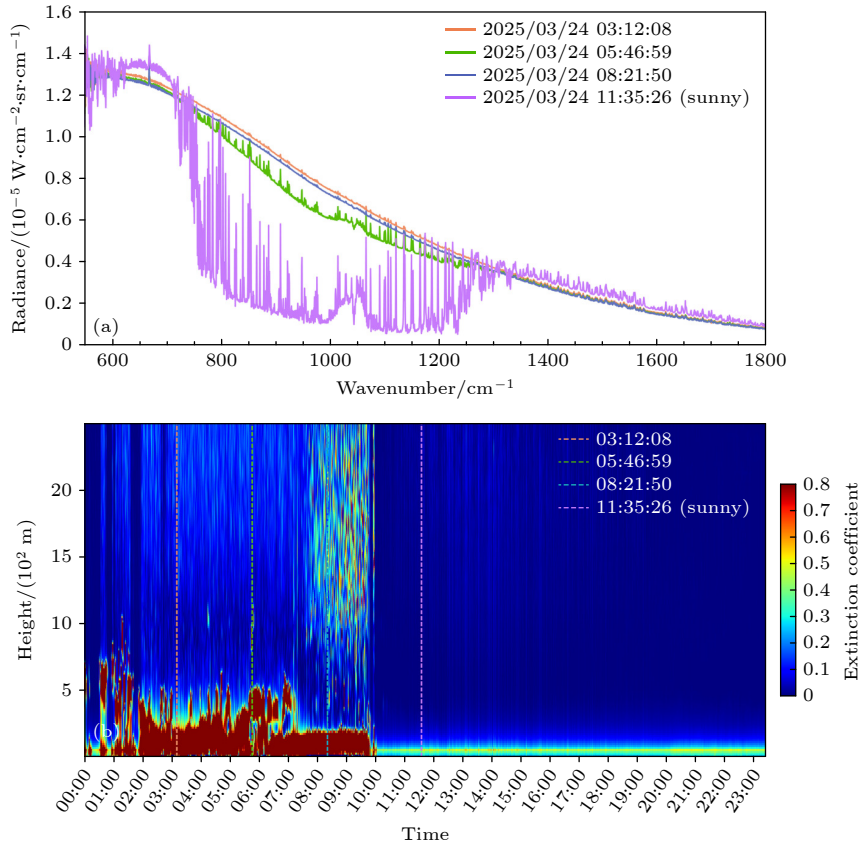 1.6
1.4
1.2
1.0
0.8
0.6
0.4
0.2
0
Radiance/(10⁻⁵ W·cm⁻²·sr·cm⁻¹)
2025/03/24 03:12:08
2025/03/24 05:46:59
2025/03/24 08:21:50
2025/03/24 11:35:26 (sunny)
(a)
600 800 1000 1200 1400 1600 1800
Wavenumber/cm⁻¹
20
15
10
5
Height/(10² m)
03:12:08
05:46:59
08:21:50
11:35:26 (sunny)
(b)
00:00 01:00 02:00 03:00 04:00 05:00 06:00 07:00 08:00 09:00 10:00 11:00 12:00 13:00 14:00 15:00 16:00 17:00 18:00 19:00 20:00 21:00 22:00 23:00
Time
0.8
0.7
0.6
0.5
0.4
0.3
0.2
0.1
0
Extinction coefficient